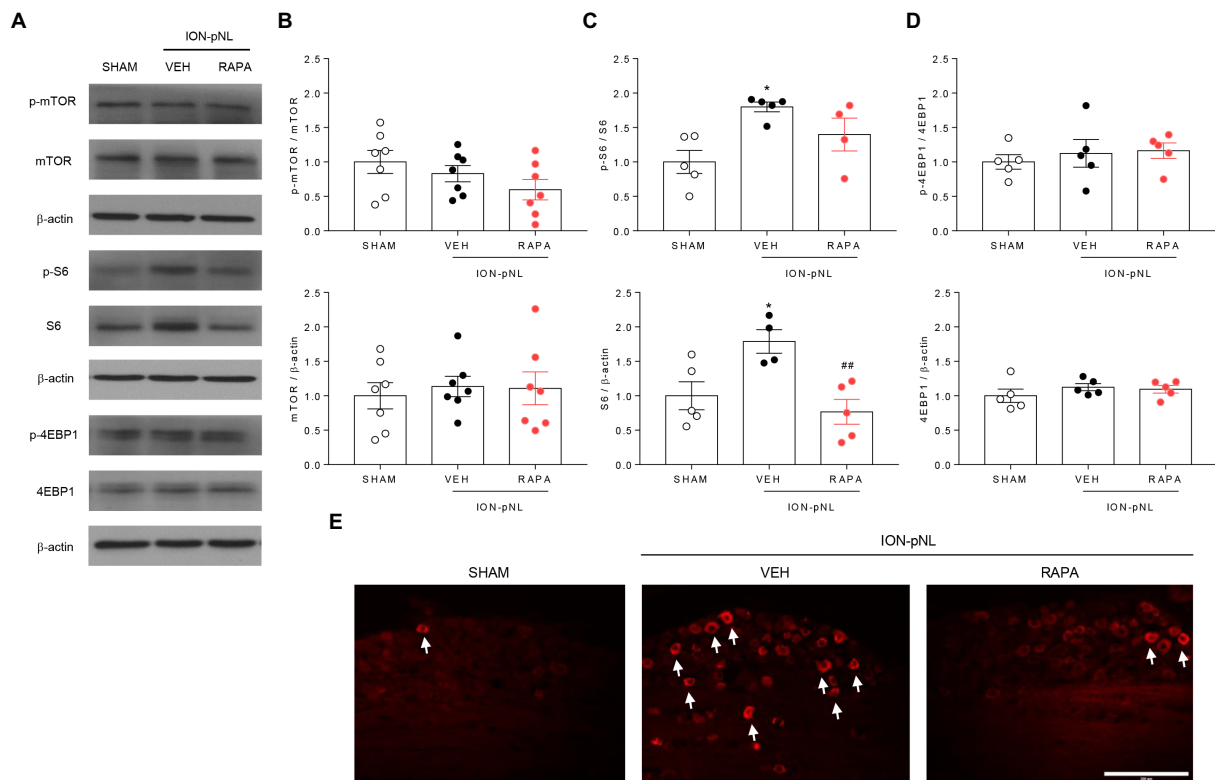 A
ION-pNL
SHAM VEH RAPA
p-mTOR
mTOR
β-actin
p-S6
S6
β-actin
p-4EBP1
4EBP1
β-actin
B
p-mTOR / mTOR
2.5
2.0
1.5
1.0
0.5
0.0
SHAM VEH RAPA
ION-pNL
mTOR / β-actin
2.5
2.0
1.5
1.0
0.5
0.0
SHAM VEH RAPA
ION-pNL
C
p-S6 / S6
2.5
2.0
1.5
1.0
0.5
0.0
*
SHAM VEH RAPA
ION-pNL
S6 / β-actin
2.5
2.0
1.5
1.0
0.5
0.0
*
##
SHAM VEH RAPA
ION-pNL
D
p-4EBP1 / 4EBP1
2.5
2.0
1.5
1.0
0.5
0.0
SHAM VEH RAPA
ION-pNL
4EBP1 / β-actin
2.5
2.0
1.5
1.0
0.5
0.0
SHAM VEH RAPA
ION-pNL
E
ION-pNL
SHAM VEH RAPA